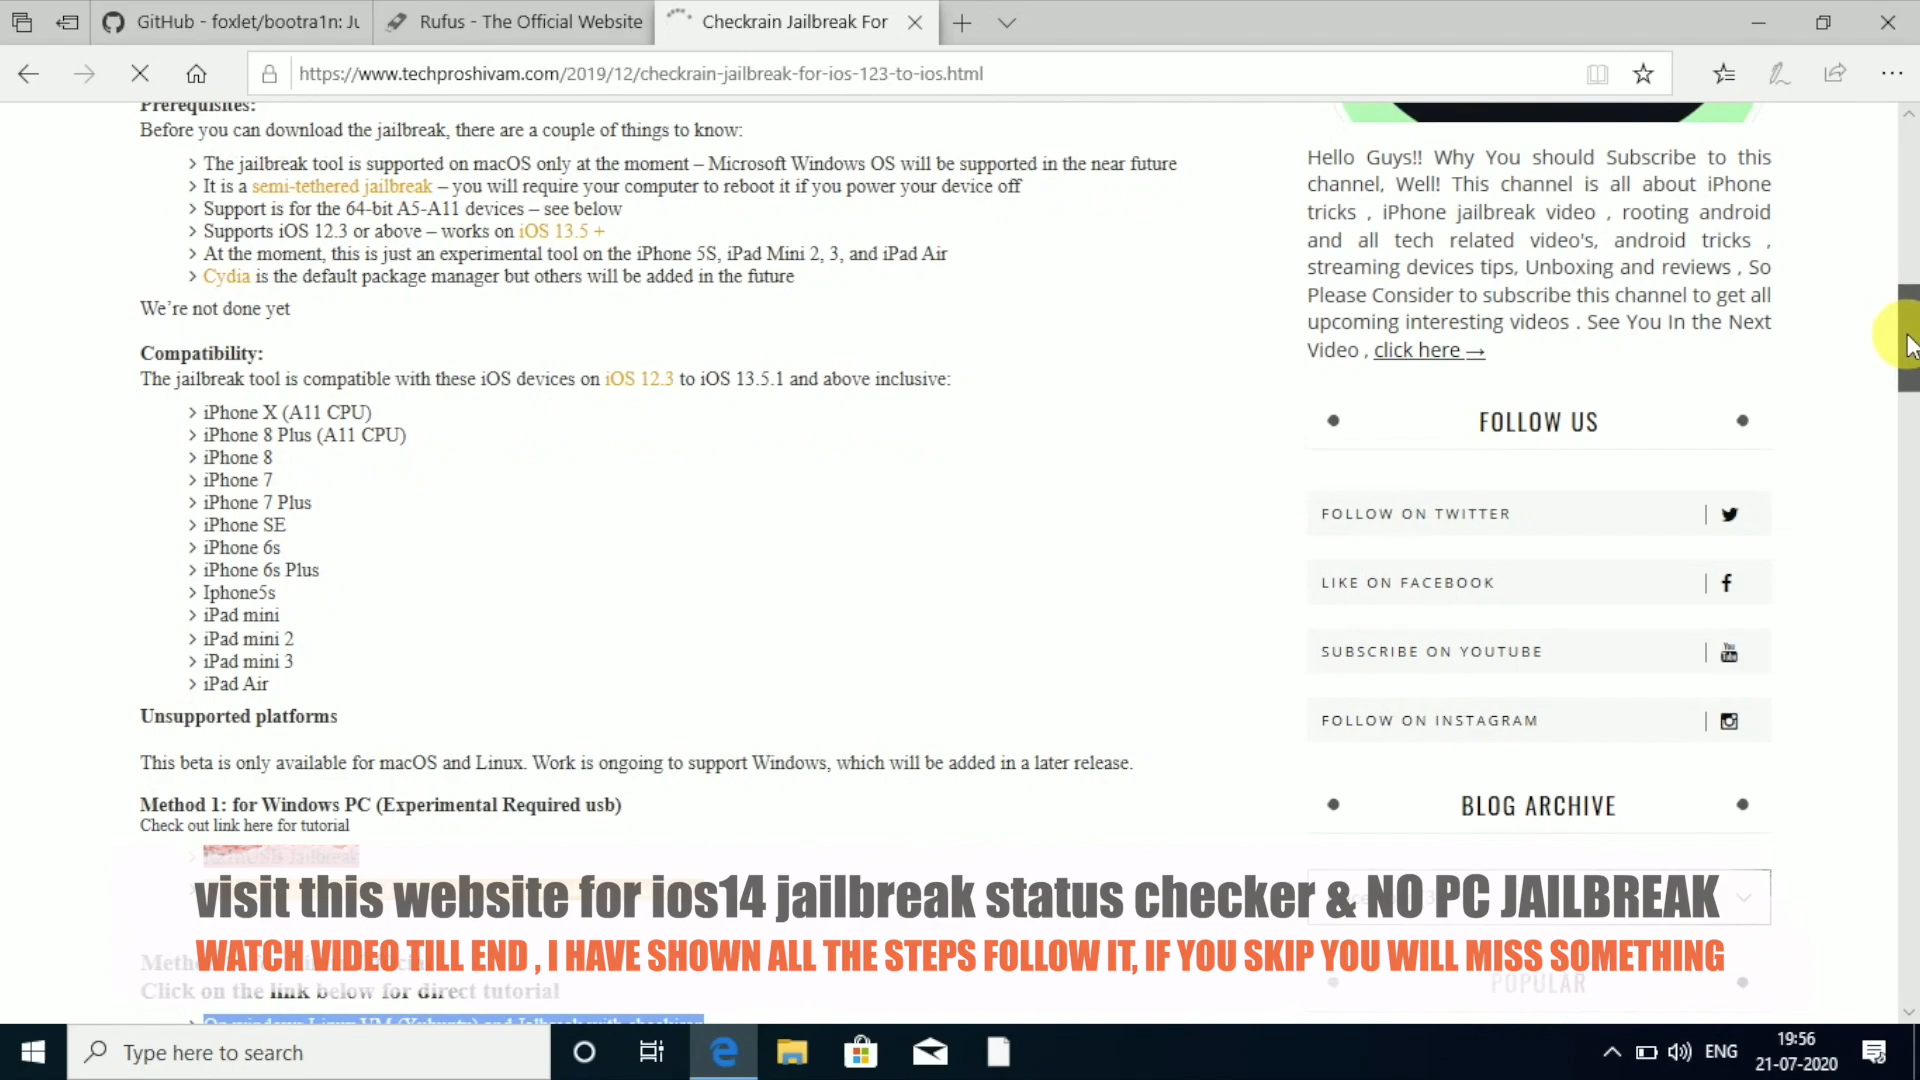 GitHub - foxlet/bootra1n: Ju
Rufus - The Official Website
Checkrain Jailbreak For
https://www.techproshivam.com/2019/12/checkrain-jailbreak-for-ios-123-to-ios.html
Prerequisites:
Before you can download the jailbreak, there are a couple of things to know:
> The jailbreak tool is supported on macOS only at the moment – Microsoft Windows OS will be supported in the near future
> It is a semi-tethered jailbreak – you will require your computer to reboot it if you power your device off
> Support is for the 64-bit A5-A11 devices – see below
> Supports iOS 12.3 or above – works on iOS 13.5 +
> At the moment, this is just an experimental tool on the iPhone 5S, iPad Mini 2, 3, and iPad Air
> Cydia is the default package manager but others will be added in the future
We’re not done yet
Compatibility:
The jailbreak tool is compatible with these iOS devices on iOS 12.3 to iOS 13.5.1 and above inclusive:
> iPhone X (A11 CPU)
> iPhone 8 Plus (A11 CPU)
> iPhone 8
> iPhone 7
> iPhone 7 Plus
> iPhone SE
> iPhone 6s
> iPhone 6s Plus
> Iphone5s
> iPad mini
> iPad mini 2
> iPad mini 3
> iPad Air
Unsupported platforms
This beta is only available for macOS and Linux. Work is ongoing to support Windows, which will be added in a later release.
Method 1: for Windows PC (Experimental Required usb)
Check out link here for tutorial
Jailbreak
Click on the link below for direct tutorial
Hello Guys!! Why You should Subscribe to this
channel, Well! This channel is all about iPhone
tricks , iPhone jailbreak video , rooting android
and all tech related video's, android tricks ,
streaming devices tips, Unboxing and reviews , So
Please Consider to subscribe this channel to get all
upcoming interesting videos . See You In the Next
Video , click here →
FOLLOW US
FOLLOW ON TWITTER
LIKE ON FACEBOOK
SUBSCRIBE ON YOUTUBE
You Tube
FOLLOW ON INSTAGRAM
BLOG ARCHIVE
POPULAR
visit this website for ios14 jailbreak status checker & NO PC JAILBREAK
WATCH VIDEO TILL END , I HAVE SHOWN ALL THE STEPS FOLLOW IT, IF YOU SKIP YOU WILL MISS SOMETHING
Type here to search
ENG
19:56
21-07-2020